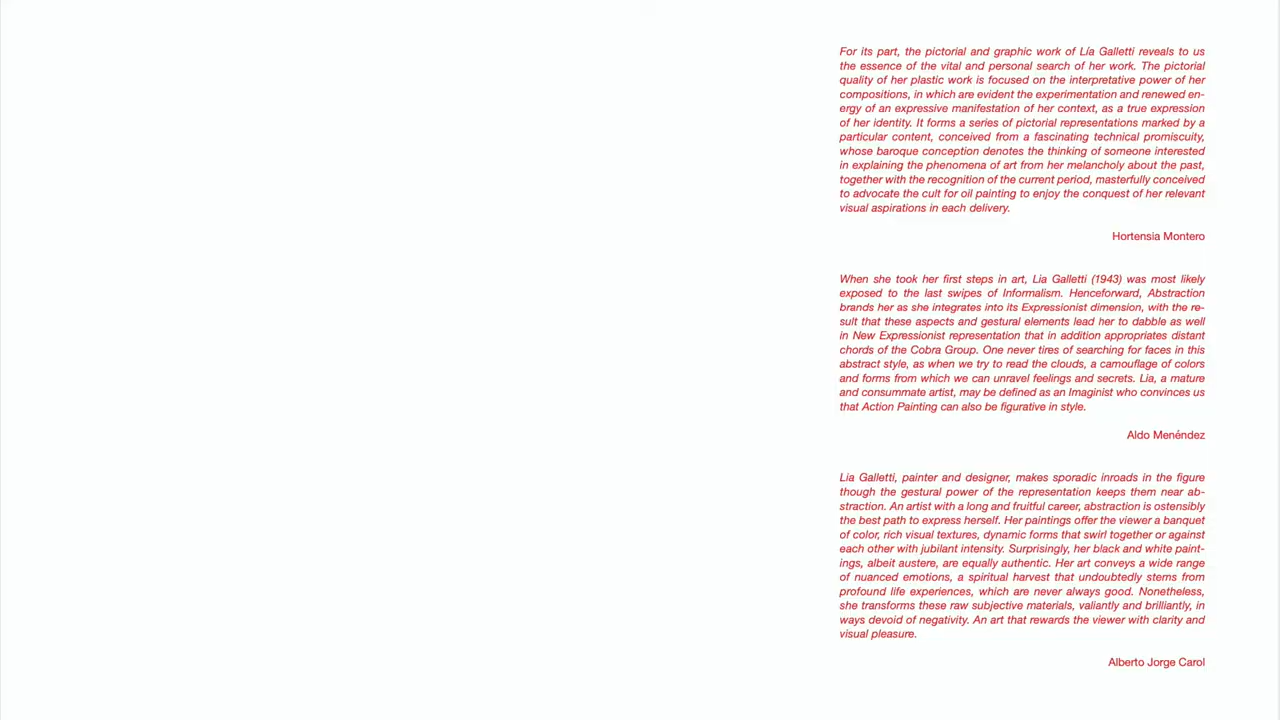 For its part, the pictorial and graphic work of Lía Galletti reveals to us
the essence of the vital and personal search of her work. The pictorial
quality of her plastic work is focused on the interpretative power of her
compositions, in which are evident the experimentation and renewed en-
ergy of an expressive manifestation of her context, as a true expression
of her identity. It forms a series of pictorial representations marked by a
particular content, conceived from a fascinating technical promiscuity,
whose baroque conception denotes the thinking of someone interested
in explaining the phenomena of art from her melancholy about the past,
together with the recognition of the current period, masterfully conceived
to advocate the cult for oil painting to enjoy the conquest of her relevant
visual aspirations in each delivery.
Hortensia Montero
When she took her first steps in art, Lia Galletti (1943) was most likely
exposed to the last swipes of Informalism. Henceforward, Abstraction
brands her as she integrates into its Expressionist dimension, with the re-
sult that these aspects and gestural elements lead her to dabble as well
in New Expressionist representation that in addition appropriates distant
chords of the Cobra Group. One never tires of searching for faces in this
abstract style, as when we try to read the clouds, a camouflage of colors
and forms from which we can unravel feelings and secrets. Lia, a mature
and consummate artist, may be defined as an Imaginist who convinces us
that Action Painting can also be figurative in style.
Aldo Menéndez
Lia Galletti, painter and designer, makes sporadic inroads in the figure
though the gestural power of the representation keeps them near ab-
straction. An artist with a long and fruitful career, abstraction is ostensibly
the best path to express herself. Her paintings offer the viewer a banquet
of color, rich visual textures, dynamic forms that swirl together or against
each other with jubilant intensity. Surprisingly, her black and white paint-
ings, albeit austere, are equally authentic. Her art conveys a wide range
of nuanced emotions, a spiritual harvest that undoubtedly stems from
profound life experiences, which are never always good. Nonetheless,
she transforms these raw subjective materials, valiantly and brilliantly, in
ways devoid of negativity. An art that rewards the viewer with clarity and
visual pleasure.
Alberto Jorge Carol